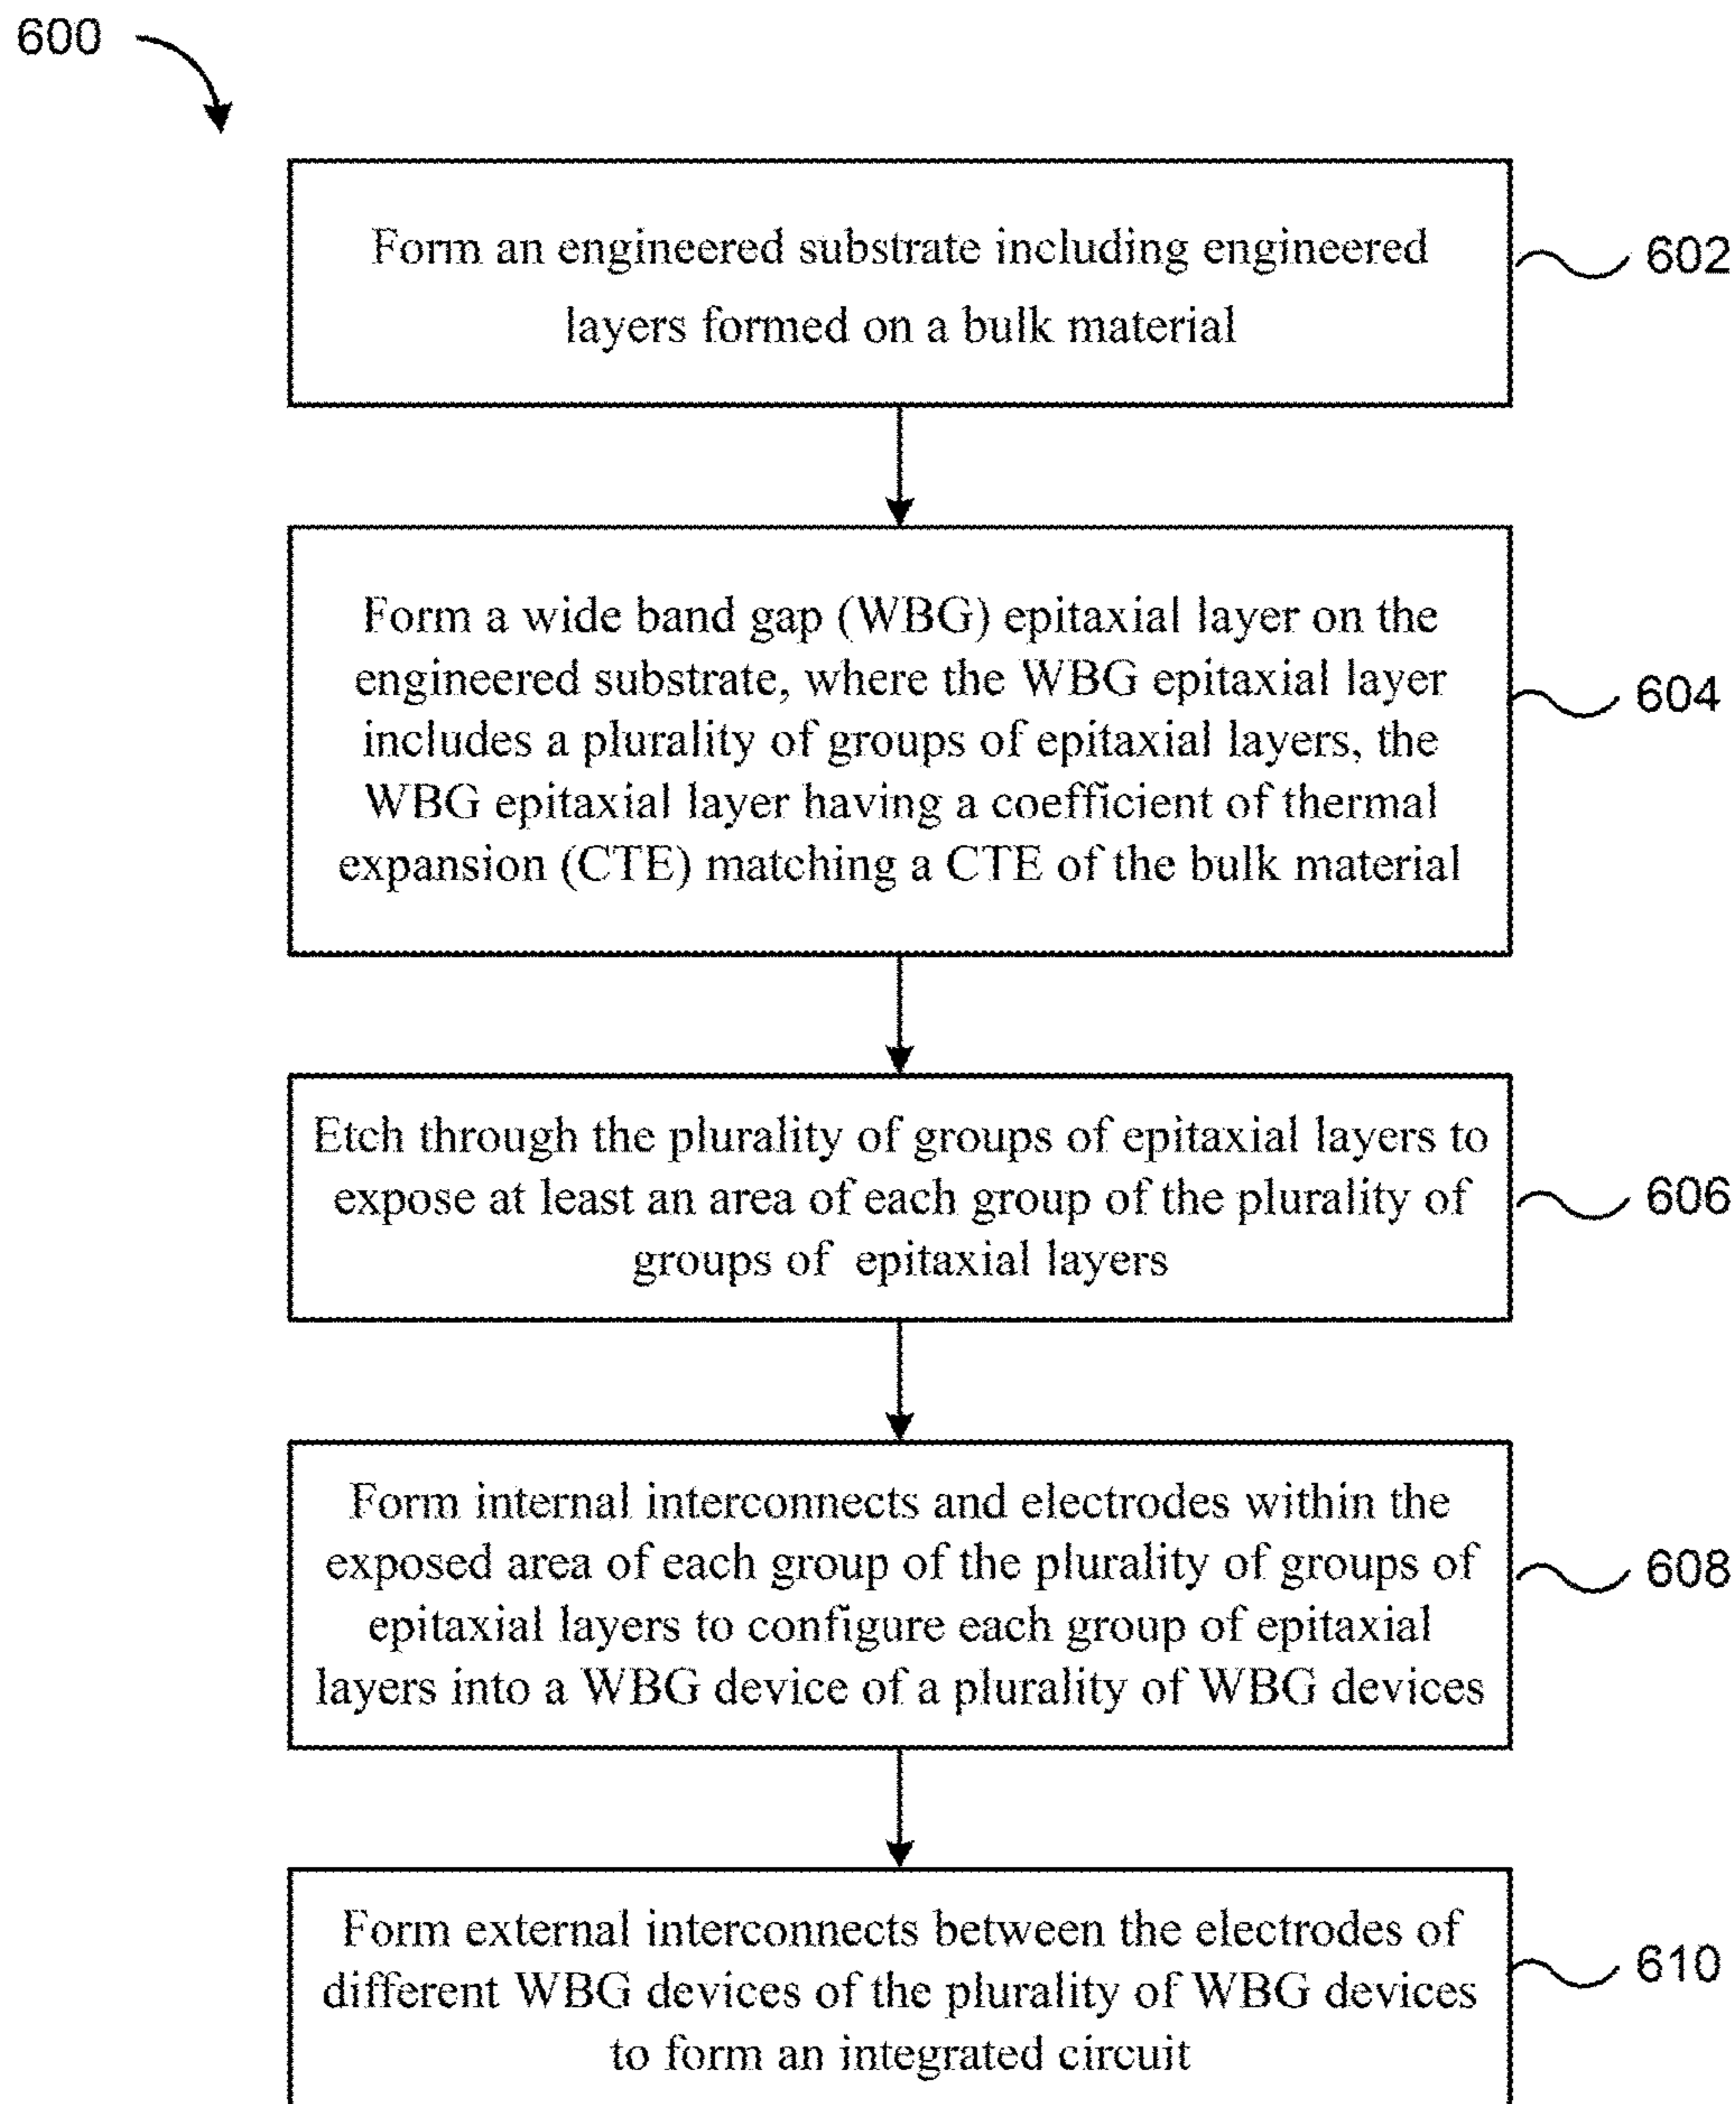 600
Form an engineered substrate including engineered
layers formed on a bulk material
602
Form a wide band gap (WBG) epitaxial layer on the
engineered substrate, where the WBG epitaxial layer
includes a plurality of groups of epitaxial layers, the
WBG epitaxial layer having a coefficient of thermal
expansion (CTE) matching a CTE of the bulk material
604
Etch through the plurality of groups of epitaxial layers to
expose at least an area of each group of the plurality of
groups of epitaxial layers
606
Form internal interconnects and electrodes within the
exposed area of each group of the plurality of groups of
epitaxial layers to configure each group of epitaxial
layers into a WBG device of a plurality of WBG devices
608
Form external interconnects between the electrodes of
different WBG devices of the plurality of WBG devices
to form an integrated circuit
610